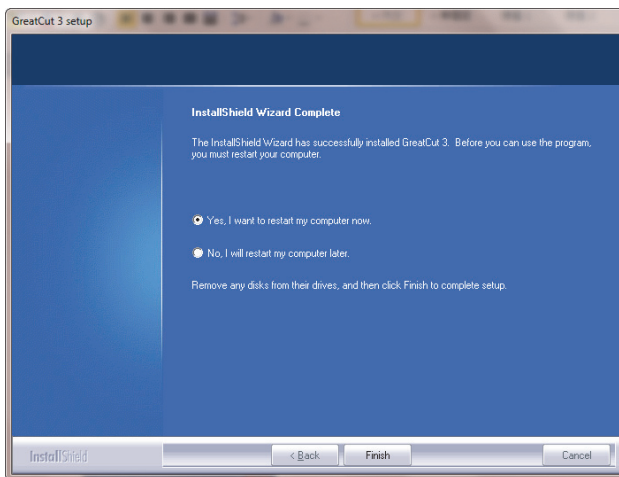 GreatCut 3 setup
InstallShield Wizard Complete
The InstallShield Wizard has successfully installed GreatCut 3.  Before you can use the program,
you must restart your computer.
Yes, I want to restart my computer now.
No, I will restart my computer later.
Remove any disks from their drives, and then click Finish to complete setup.
InstallShield
< Back
Finish
Cancel